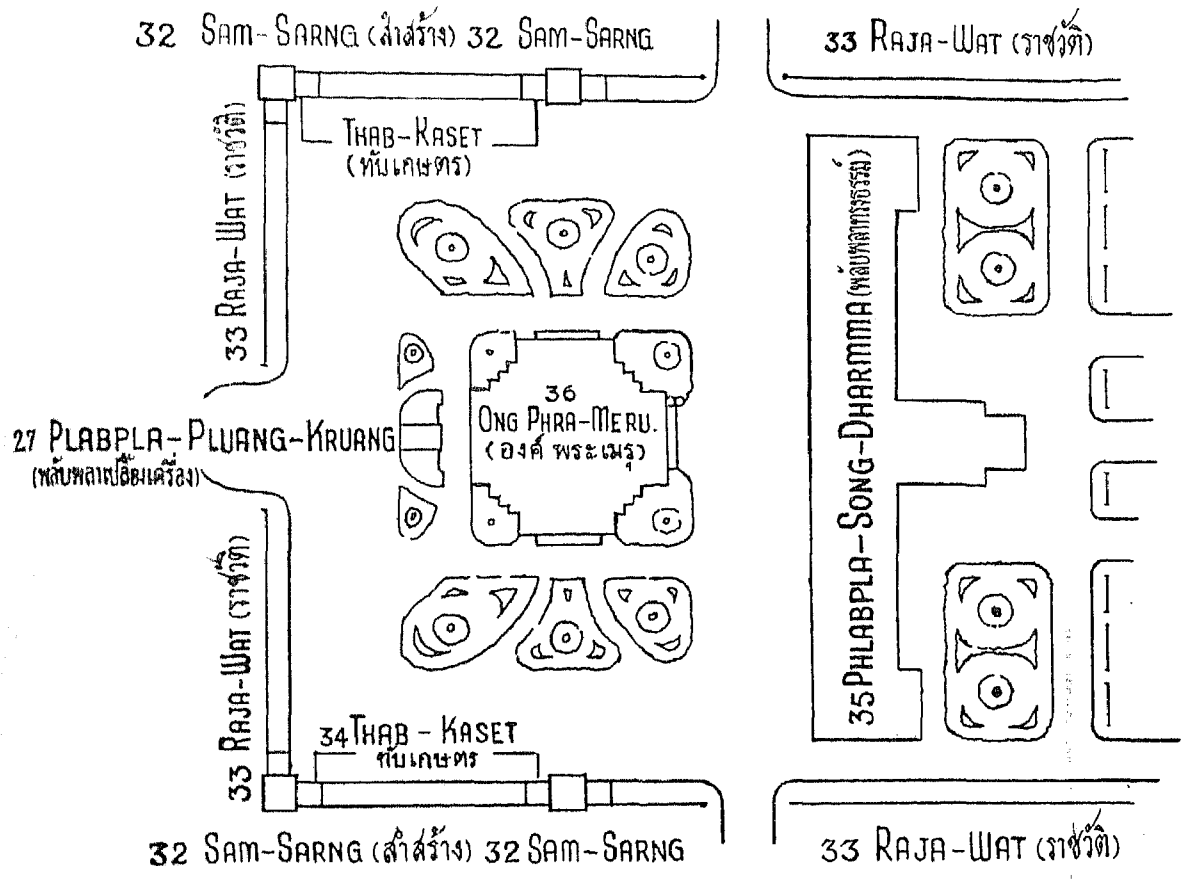 32 SAM-SARNG (สำสร้าง) 32 SAM-SARNG
33 RAJA-WAT (ราชวัติ)
THAB-KASET
(ทับเกษตร)
33 RAJA-WAT (ราชวัติ)
27 PLABPLA-PLUANG-KRUANG
(พลับพลาเปลื้องเครื่อง)
36
ONG PHRA-MERU.
(องค์ พระเมรุ)
35 PHLABPLA-SONG-DHARMMA (พลับพลาทรงธรรม์)
33 RAJA-WAT (ราชวัติ)
34 THAB-KASET
ทับเกษตร
32 SAM-SARNG (สำสร้าง) 32 SAM-SARNG
33 RAJA-WAT (ราชวัติ)